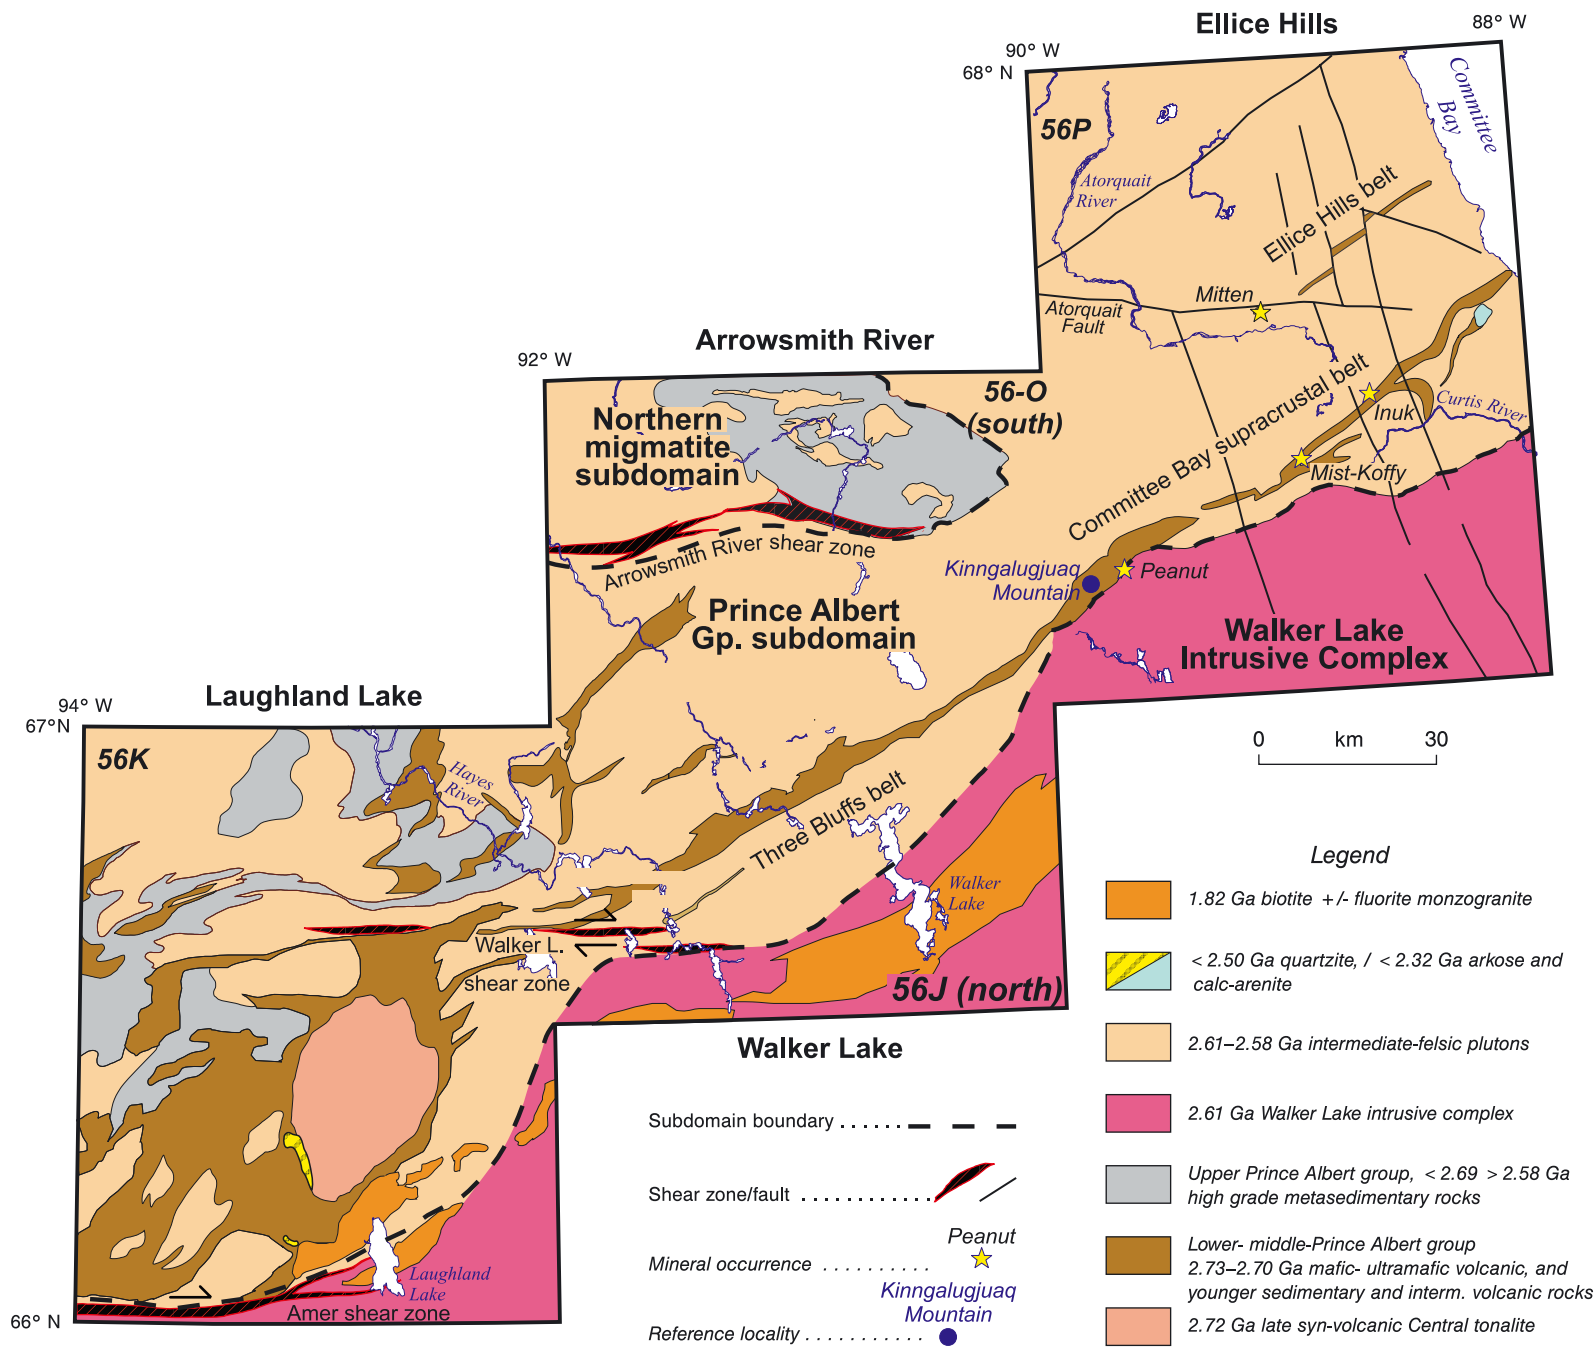 Ellice Hills
88° W
90° W
68° N
Committee
Bay
56P
Atorquait
River
Ellice Hills belt
Mitten
Atorquait
Fault
Arrowsmith River
92° W
56-O
(south)
Northern
migmatite
subdomain
Committee Bay supracrustal belt
Inuk
Curtis River
Mist-Koffy
Arrowsmith River shear zone
Kinngalugjuaq
Mountain
Peanut
Prince Albert
Gp. subdomain
Walker Lake
Intrusive Complex
Laughland Lake
94° W
67°N
56K
Hayes
River
0 km 30
Three Bluffs belt
Walker
Lake
Walker L.
shear zone
56J (north)
Walker Lake
Laughland
Lake
Amer shear zone
66° N
Subdomain boundary . . . . . .
Shear zone/fault . . . . . . . . . . .
Peanut
Mineral occurrence . . . . . . . . .
Kinngalugjuaq
Mountain
Reference locality . . . . . . . . . . .
Legend
1.82 Ga biotite +/- fluorite monzogranite
< 2.50 Ga quartzite, / < 2.32 Ga arkose and
calc-arenite
2.61–2.58 Ga intermediate-felsic plutons
2.61 Ga Walker Lake intrusive complex
Upper Prince Albert group, < 2.69 > 2.58 Ga
high grade metasedimentary rocks
Lower- middle-Prince Albert group
2.73–2.70 Ga mafic- ultramafic volcanic, and
younger sedimentary and interm. volcanic rocks
2.72 Ga late syn-volcanic Central tonalite